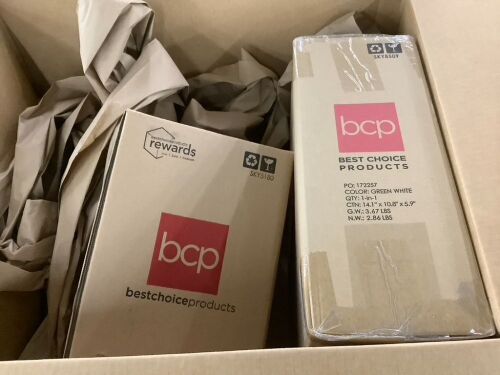 rewards
SKY5180
bcp
bestchoiceproducts
SKY8509
bcp
BEST CHOICE
PRODUCTS
PO: 172257
COLOR: GREEN WHITE
QTY: 1-in-1
CTN: 14.1" x 10.8" x 5.9"
G.W.: 3.67 LBS
N.W.: 2.86 LBS